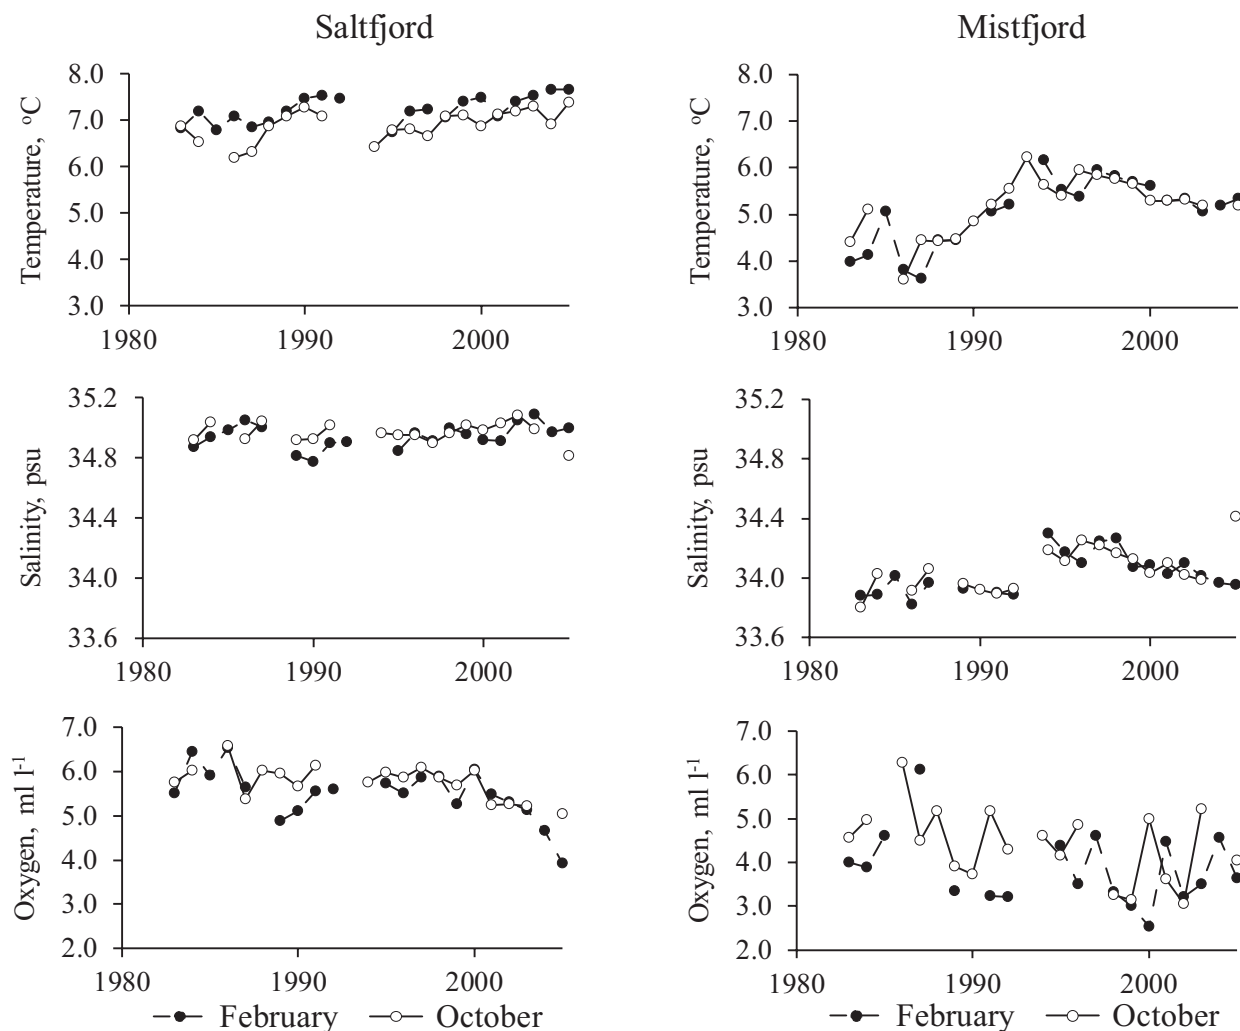 Saltfjord
Mistfjord
Temperature, °C
8.0
7.0
6.0
5.0
4.0
3.0
1980 1990 2000
Temperature, °C
8.0
7.0
6.0
5.0
4.0
3.0
1980 1990 2000
Salinity, psu
35.2
34.8
34.4
34.0
33.6
1980 1990 2000
Salinity, psu
35.2
34.8
34.4
34.0
33.6
1980 1990 2000
Oxygen, ml l⁻¹
7.0
6.0
5.0
4.0
3.0
2.0
1980 1990 2000
February October
Oxygen, ml l⁻¹
7.0
6.0
5.0
4.0
3.0
2.0
1980 1990 2000
February October